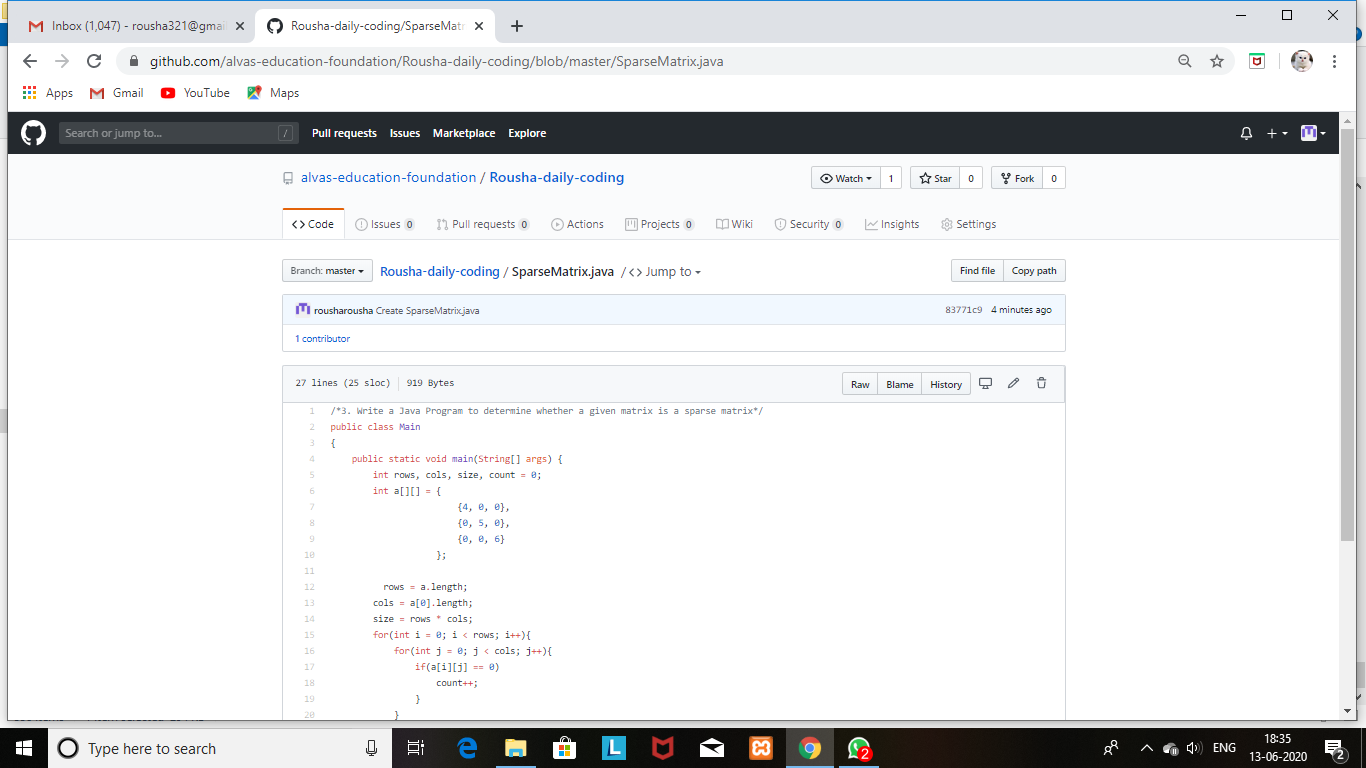 Inbox (1,047) - rousha321@gmai
Rousha-daily-coding/SparseMatr
github.com/alvas-education-foundation/Rousha-daily-coding/blob/master/SparseMatrix.java
Apps Gmail YouTube Maps
Search or jump to... /
Pull requests Issues Marketplace Explore
alvas-education-foundation / Rousha-daily-coding
Watch 1 Star 0 Fork 0
Code Issues 0 Pull requests 0 Actions Projects 0 Wiki Security 0 Insights Settings
Branch: master Rousha-daily-coding / SparseMatrix.java / <> Jump to
Find file Copy path
rousharousha Create SparseMatrix.java
83771c9 4 minutes ago
1 contributor
27 lines (25 sloc) 919 Bytes
Raw Blame History
1 /*3. Write a Java Program to determine whether a given matrix is a sparse matrix*/
2 public class Main
3 {
4 public static void main(String[] args) {
5 int rows, cols, size, count = 0;
6 int a[][] = {
7 {4, 0, 0},
8 {0, 5, 0},
9 {0, 0, 6}
10 };
11
12 rows = a.length;
13 cols = a[0].length;
14 size = rows * cols;
15 for(int i = 0; i < rows; i++){
16 for(int j = 0; j < cols; j++){
17 if(a[i][j] == 0)
18 count++;
19 }
20 }
Type here to search
L
2
ENG
18:35
13-06-2020
2